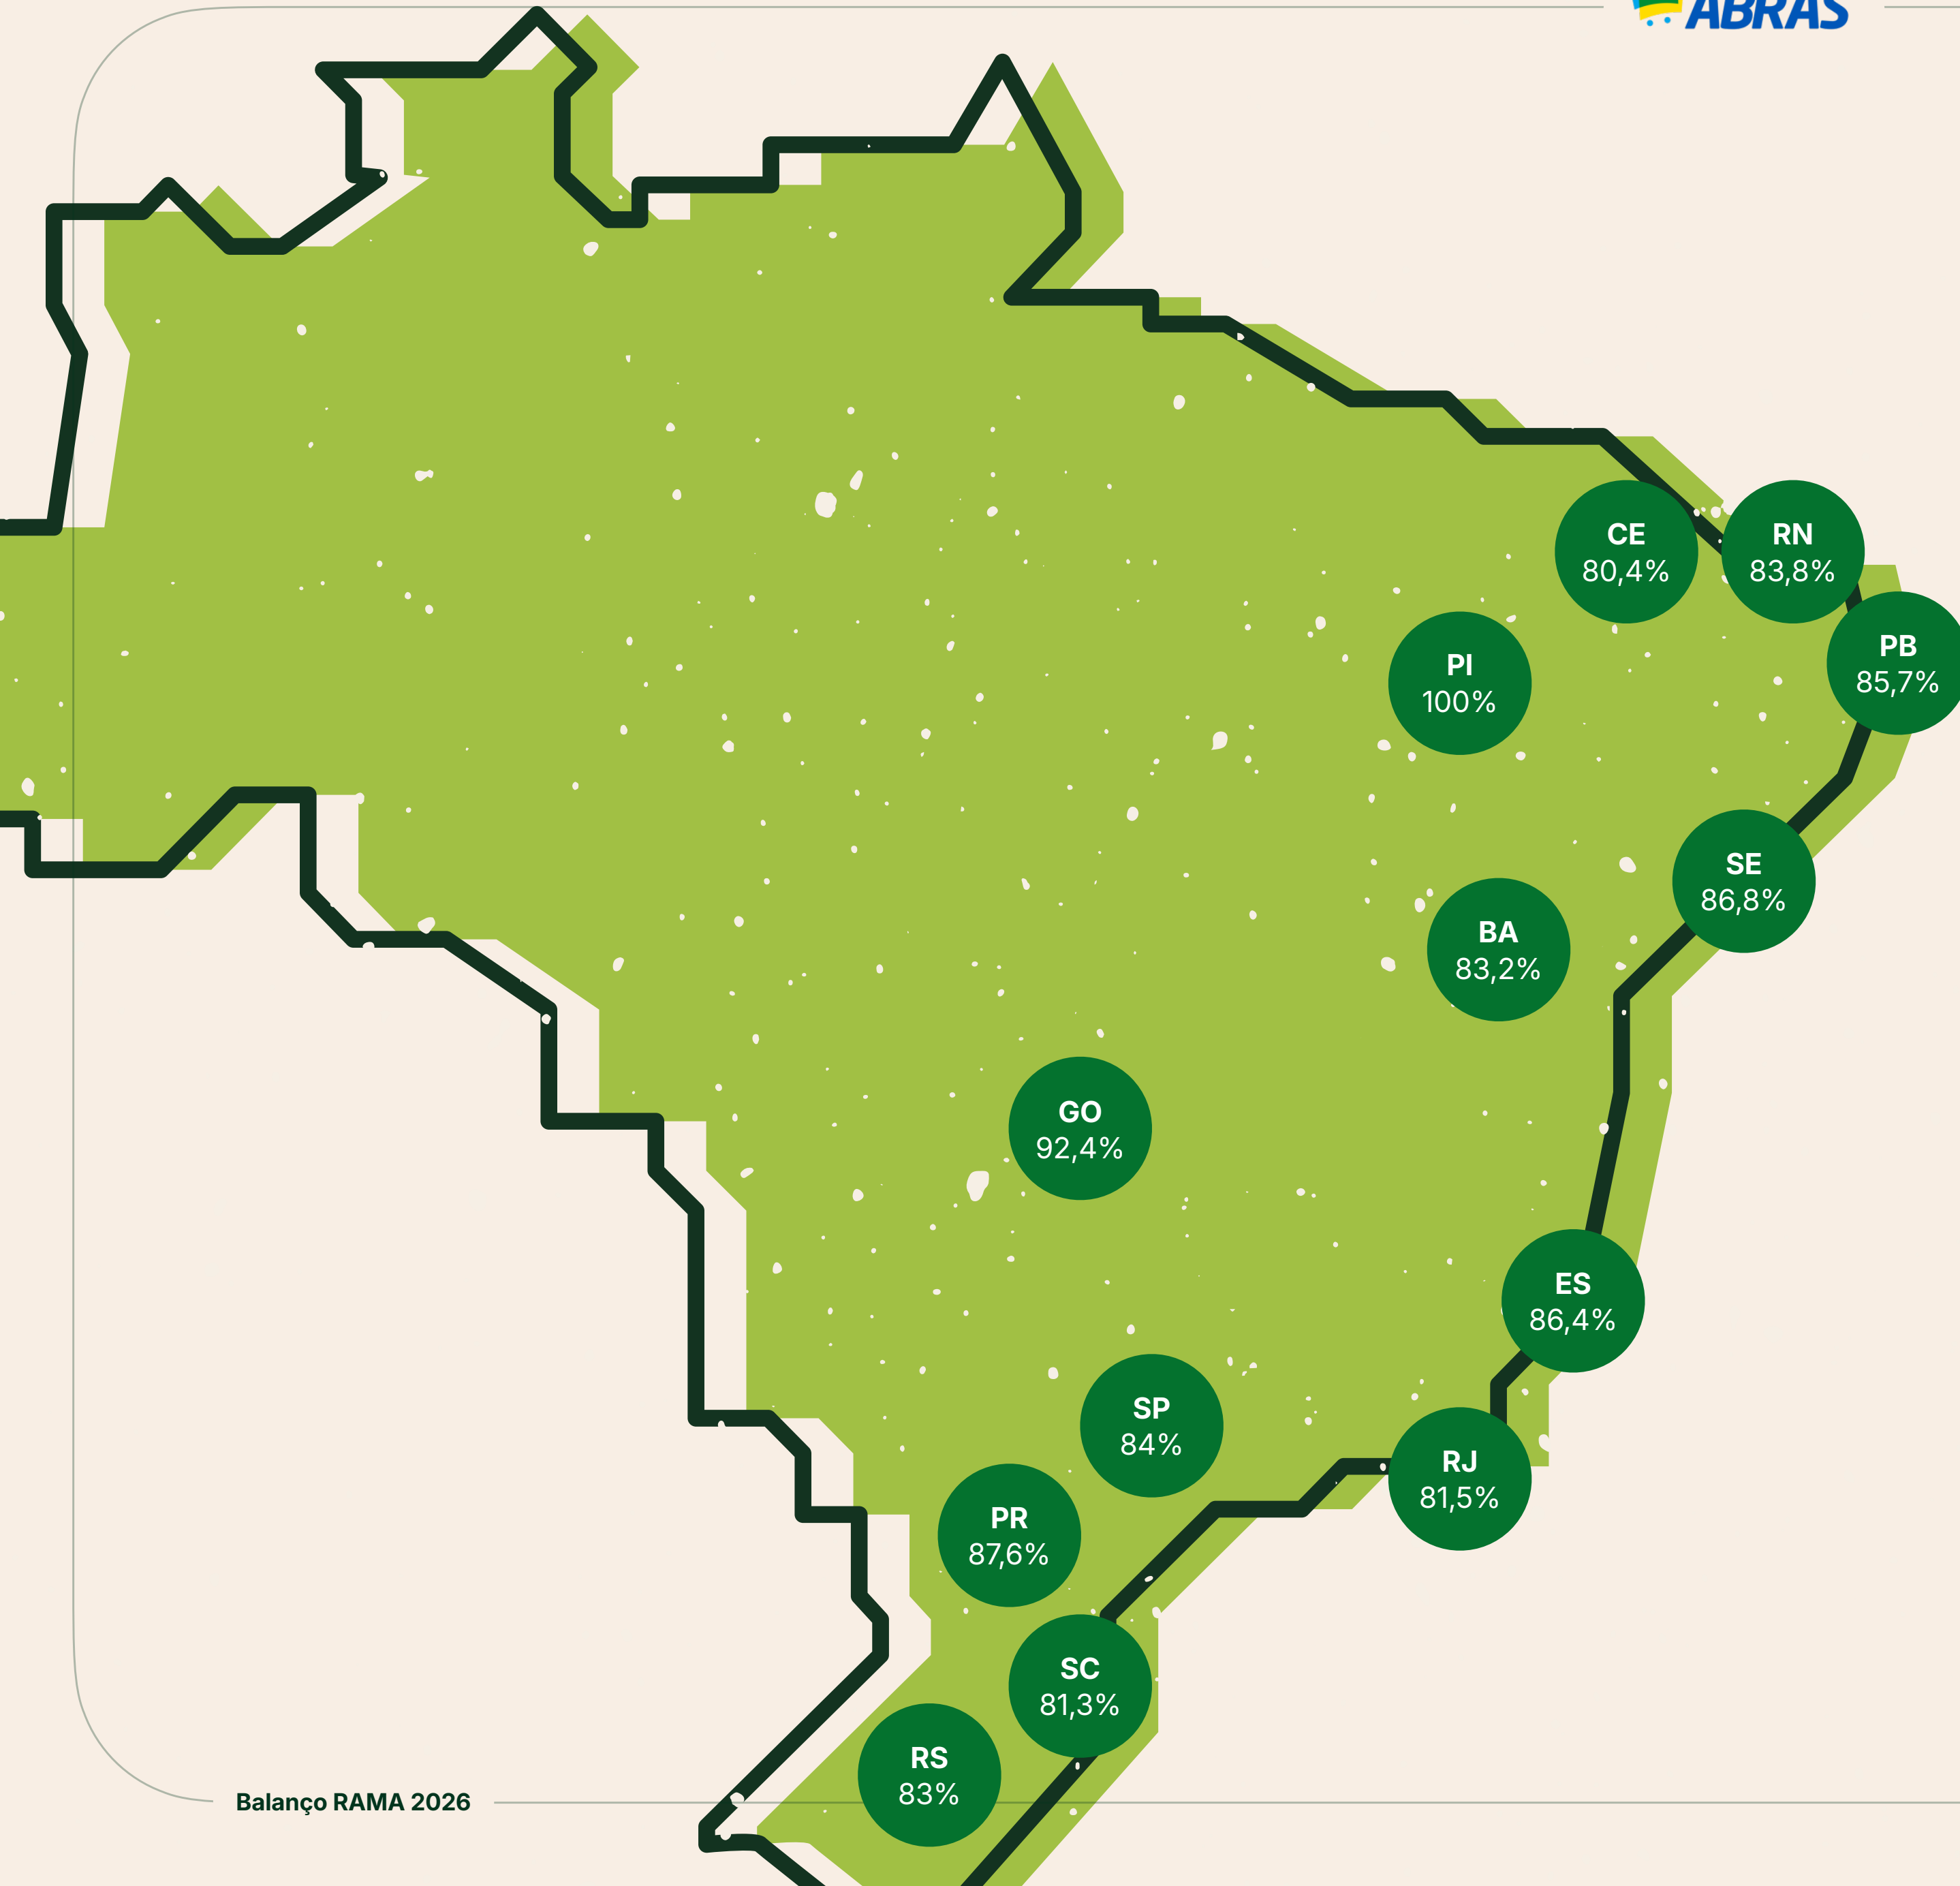 ABRAS
CE
80,4%
RN
83,8%
PB
85,7%
PI
100%
SE
86,8%
BA
83,2%
GO
92,4%
ES
86,4%
SP
84%
RJ
81,5%
PR
87,6%
SC
81,3%
RS
83%
Balanço RAMA 2026